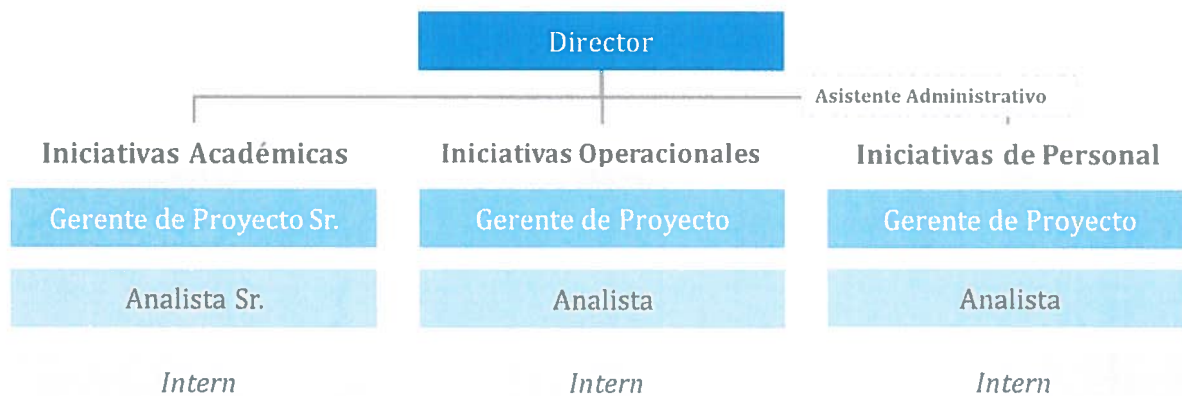 Director
Asistente Administrativo
Iniciativas Académicas
Iniciativas Operacionales
Iniciativas de Personal
Gerente de Proyecto Sr.
Gerente de Proyecto
Gerente de Proyecto
Analista Sr.
Analista
Analista
Intern
Intern
Intern